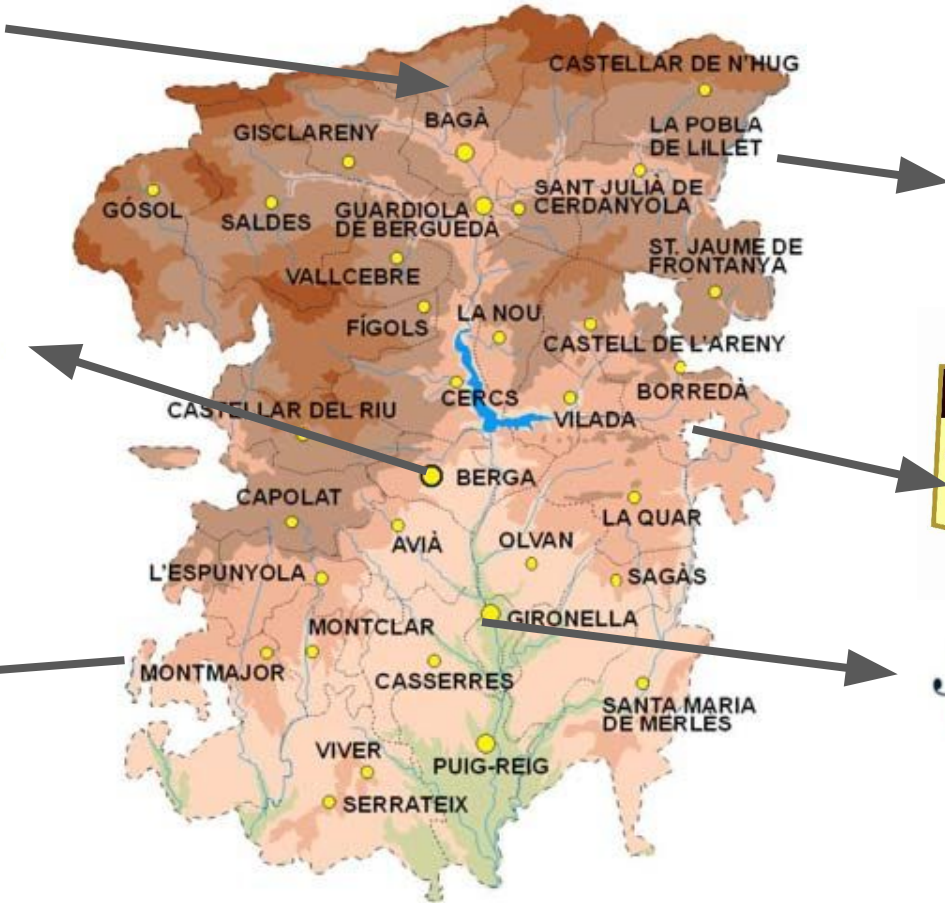 CASTELLAR DE N'HUG
BAGÀ
LA POBLA
DE LILLET
GISCLARENY
SANT JULIÀ DE
CERDANYOLA
GÓSOL
SALDES
GUARDIOLA
DE BERGUEDA
ST. JAUME DE
FRONTANYA
VALLCEBRE
FÍGOLS
LA NOU
CASTELL DE L'ARENY
BORREDÀ
CERCS
CASTELLAR DEL RIU
VILADA
BERGA
CAPOLAT
LA QUAR
AVIÀ
OLVAN
L'ESPUNYOLA
SAGÀS
GIRONELLA
MONTCLAR
MONTMAJOR
CASSERRES
SANTA MARIA
DE MERLÈS
VIVER
PUIG-REIG
SERRATEIX